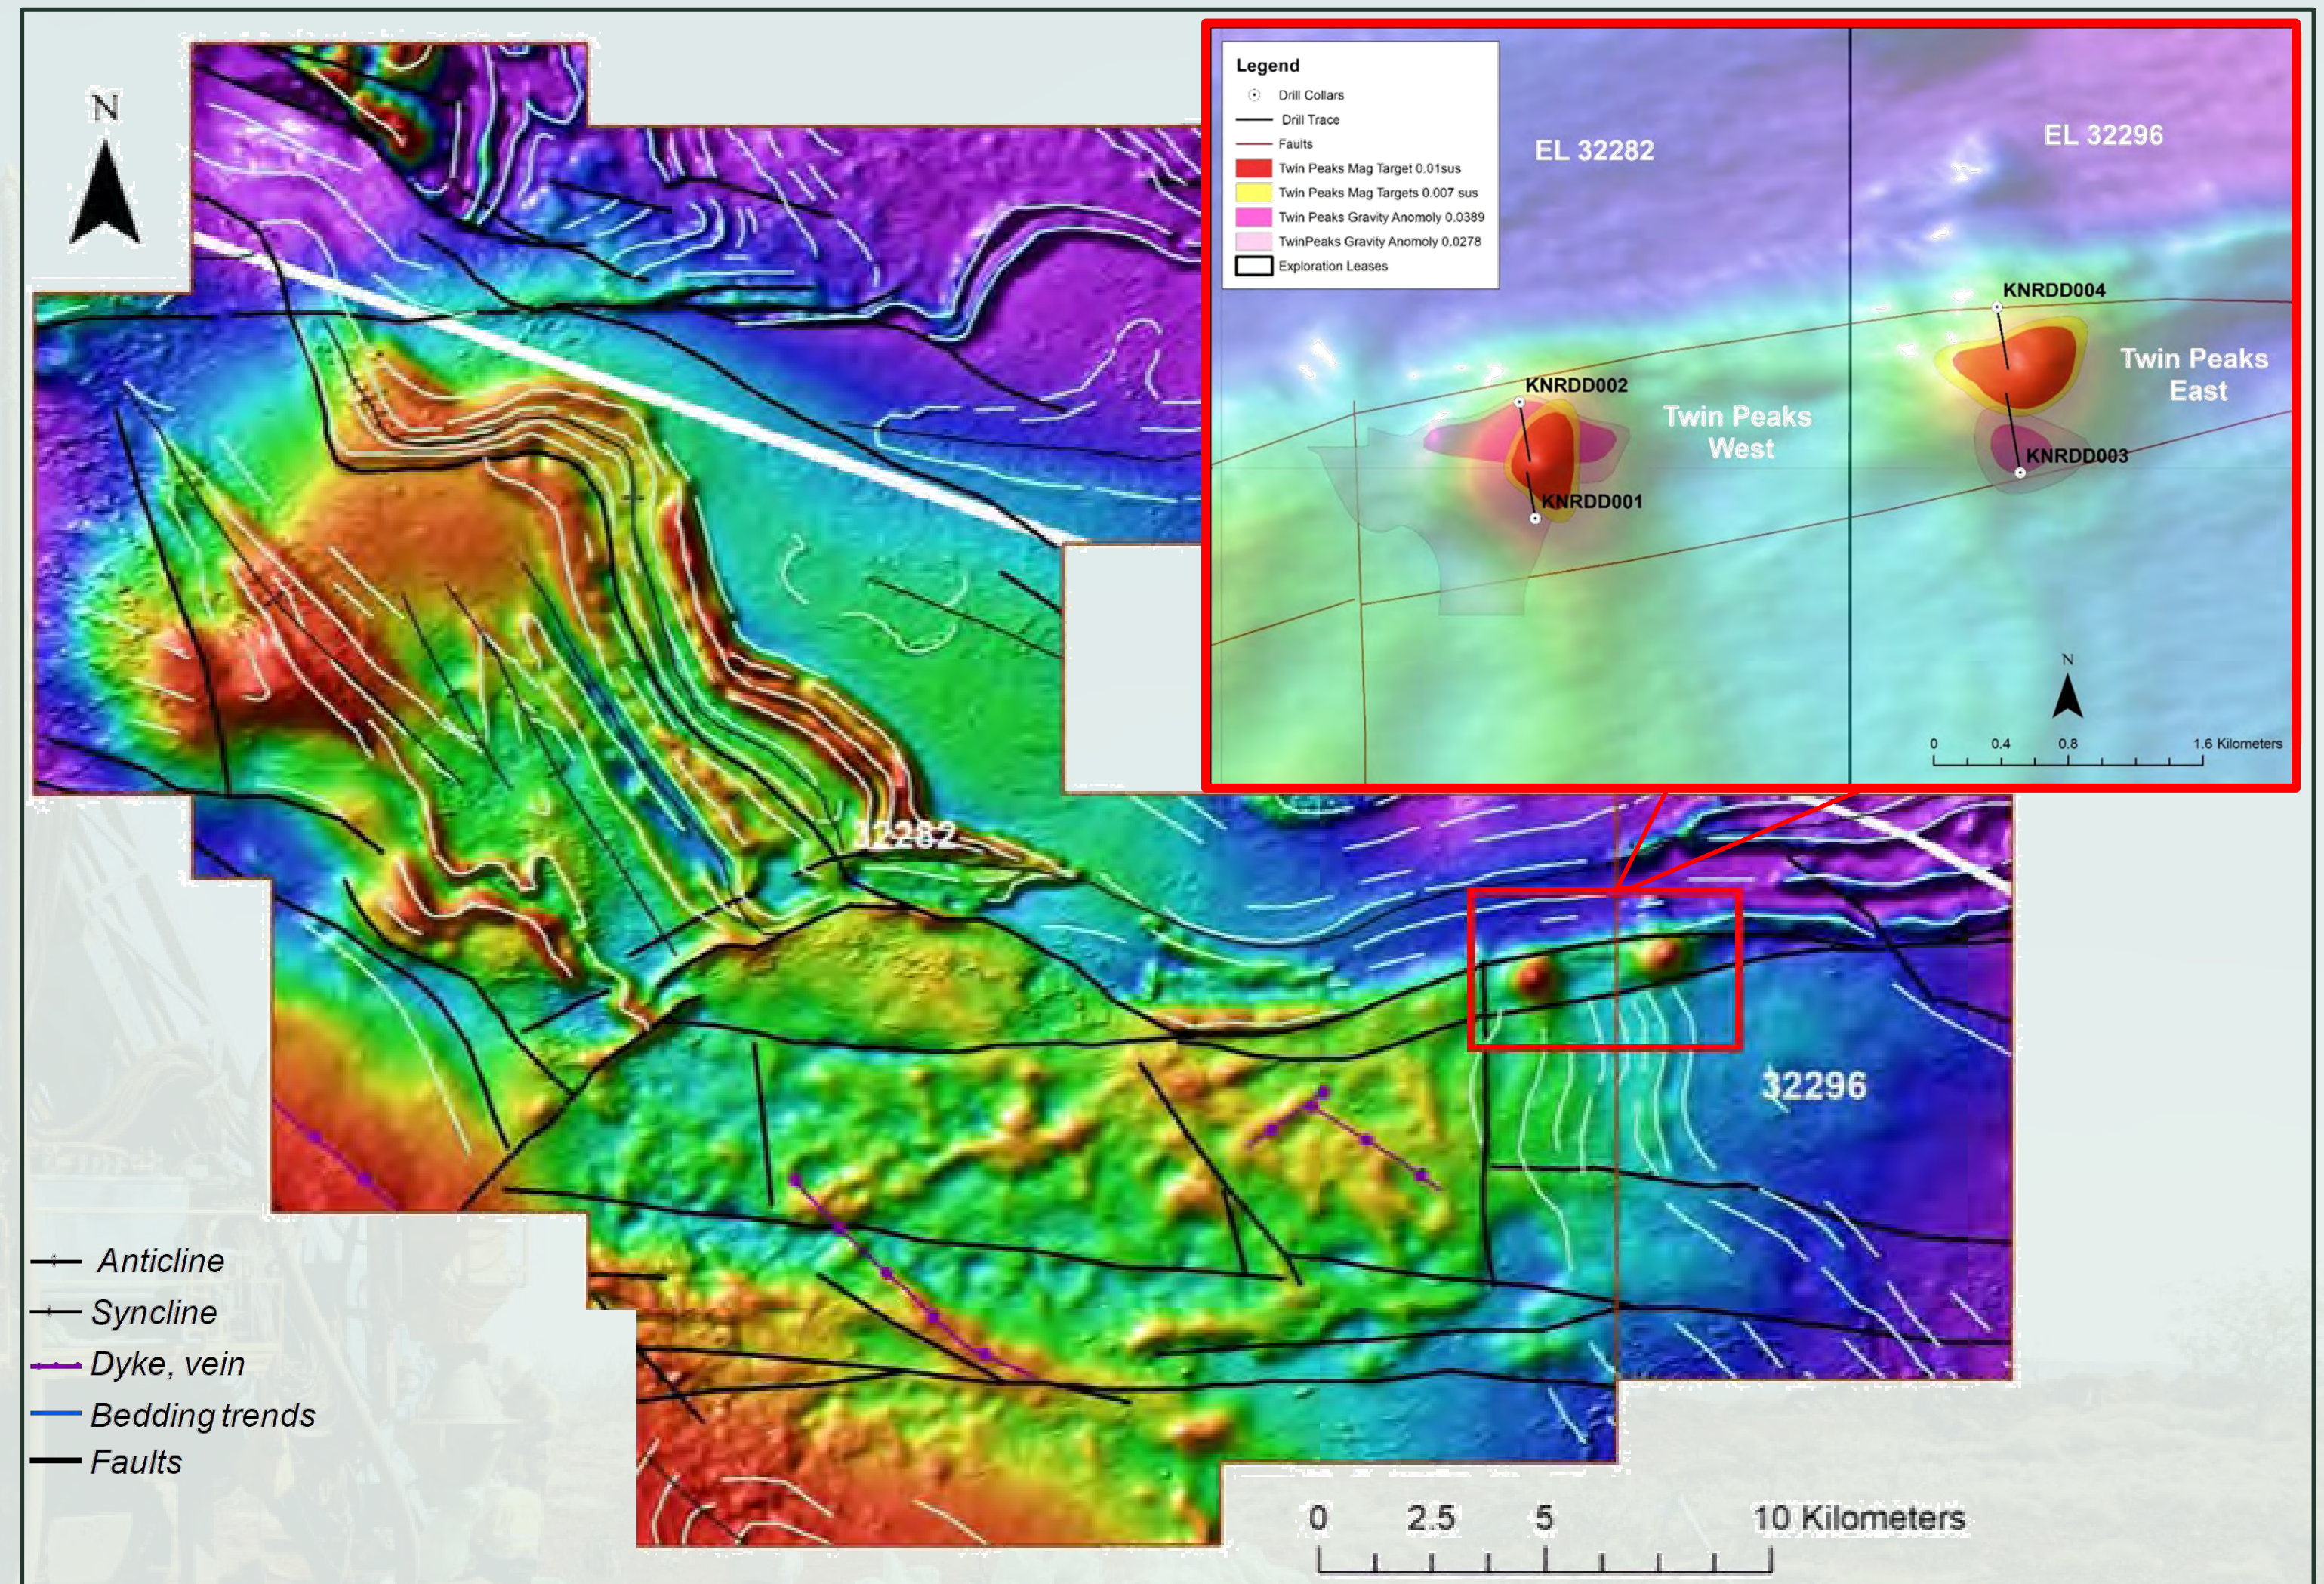 N
Legend
Drill Collars
Drill Trace
Faults
Twin Peaks Mag Target 0.01sus
Twin Peaks Mag Targets 0.007 sus
Twin Peaks Gravity Anomoly 0.0389
TwinPeaks Gravity Anomoly 0.0278
Exploration Leases
EL 32282
EL 32296
KNRDD004
Twin Peaks
East
KNRDD002
Twin Peaks
West
KNRDD003
KNRDD001
N
0 0.4 0.8 1.6 Kilometers
32282
32296
Anticline
Syncline
Dyke, vein
Bedding trends
Faults
0 2.5 5 10 Kilometers